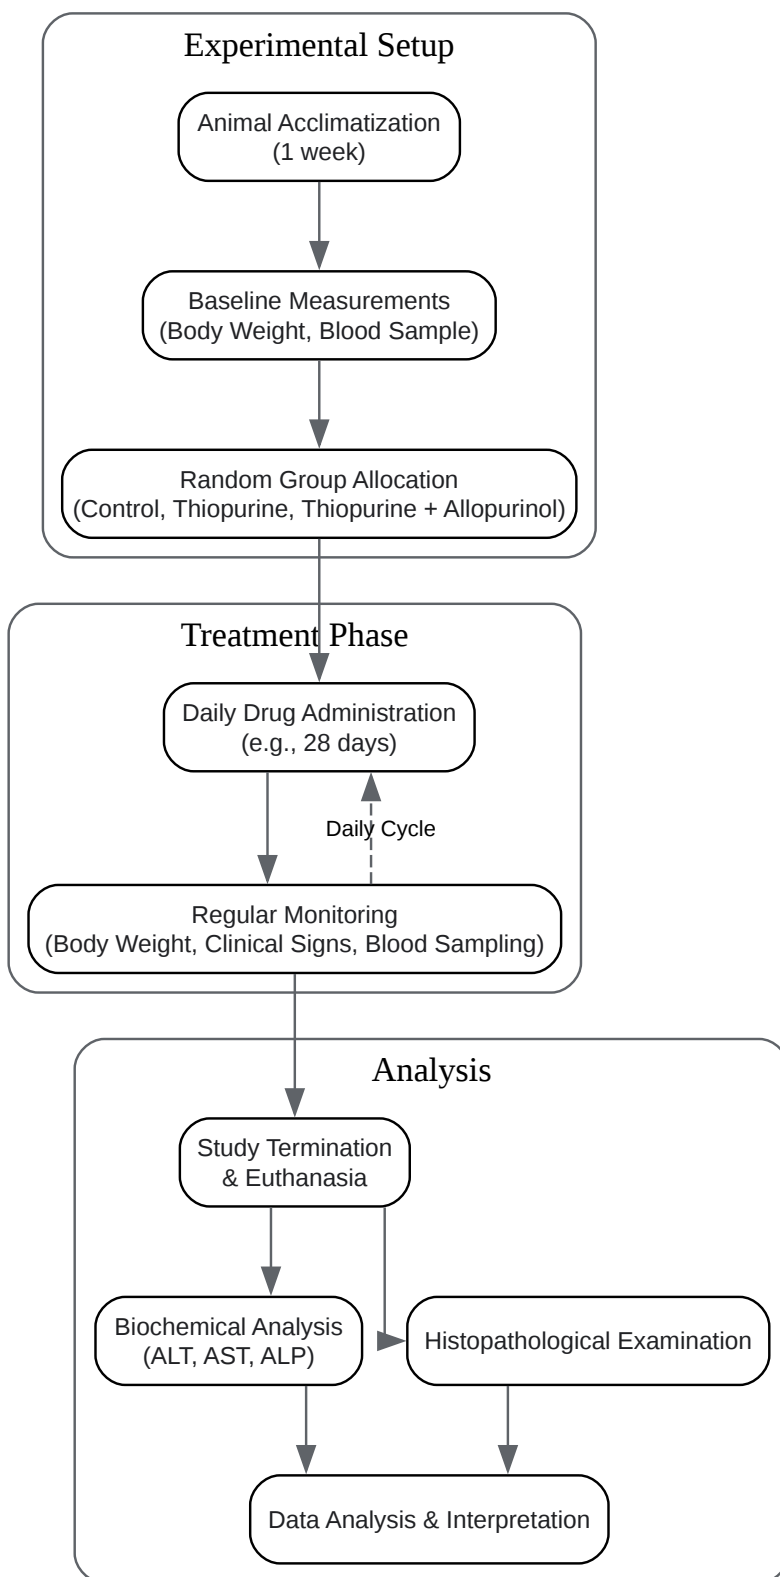 Experimental Setup
Animal Acclimatization
(1 week)
Baseline Measurements
(Body Weight, Blood Sample)
Random Group Allocation
(Control, Thiopurine, Thiopurine + Allopurinol)
Treatment Phase
Daily Drug Administration
(e.g., 28 days)
Daily Cycle
Regular Monitoring
(Body Weight, Clinical Signs, Blood Sampling)
Analysis
Study Termination
& Euthanasia
Biochemical Analysis
(ALT, AST, ALP)
Histopathological Examination
Data Analysis & Interpretation